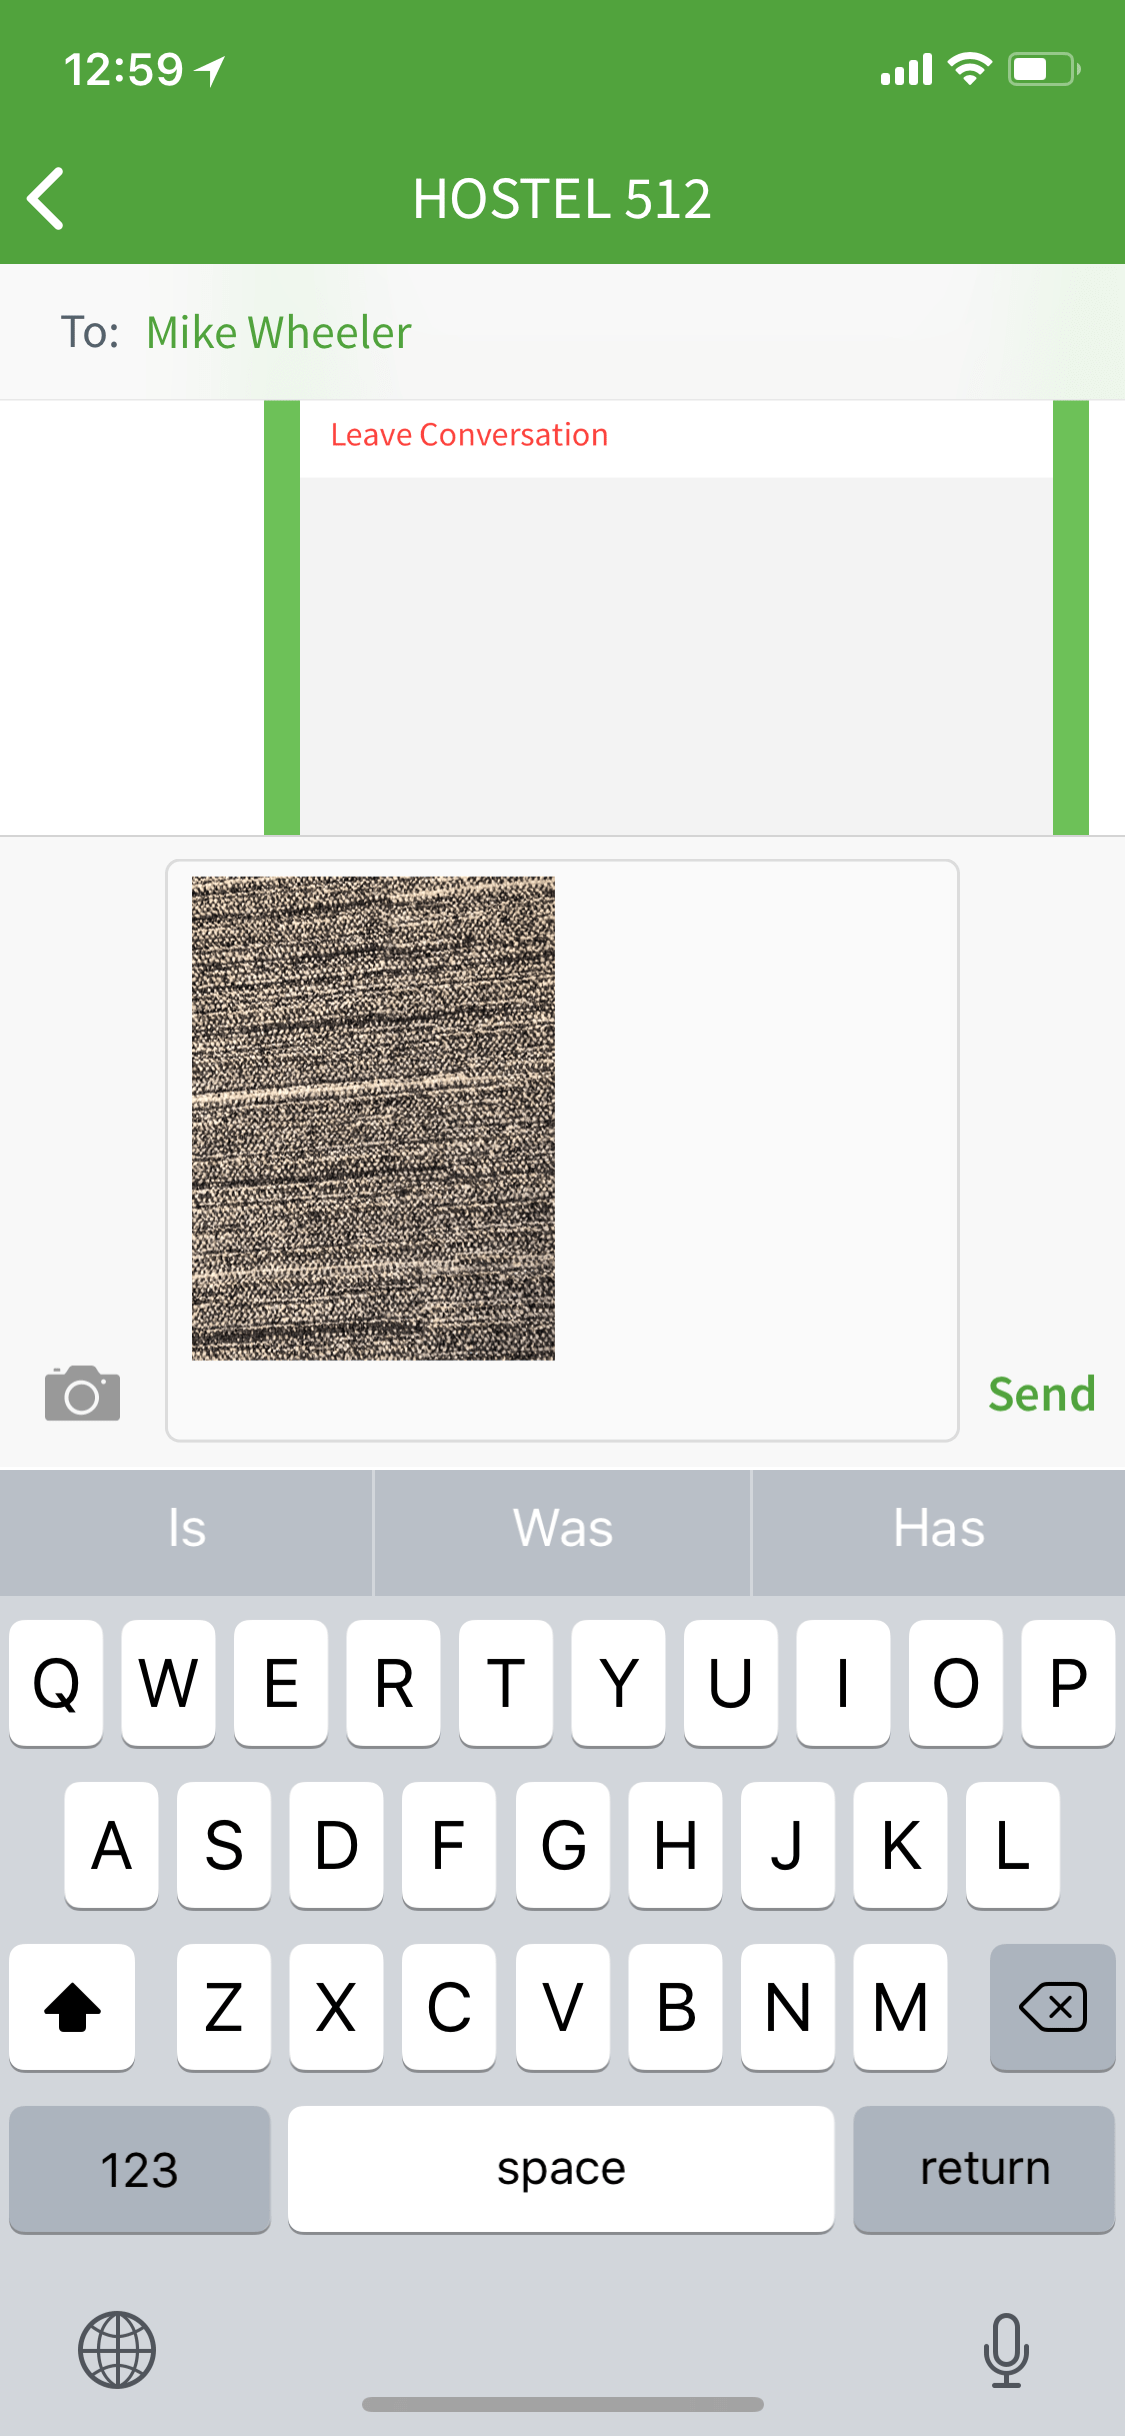 12:59
HOSTEL 512
To: Mike Wheeler
Leave Conversation
Send
Is Was Has
Q W E R T Y U I O P
A S D F G H J K L
Z X C V B N M
123 space return